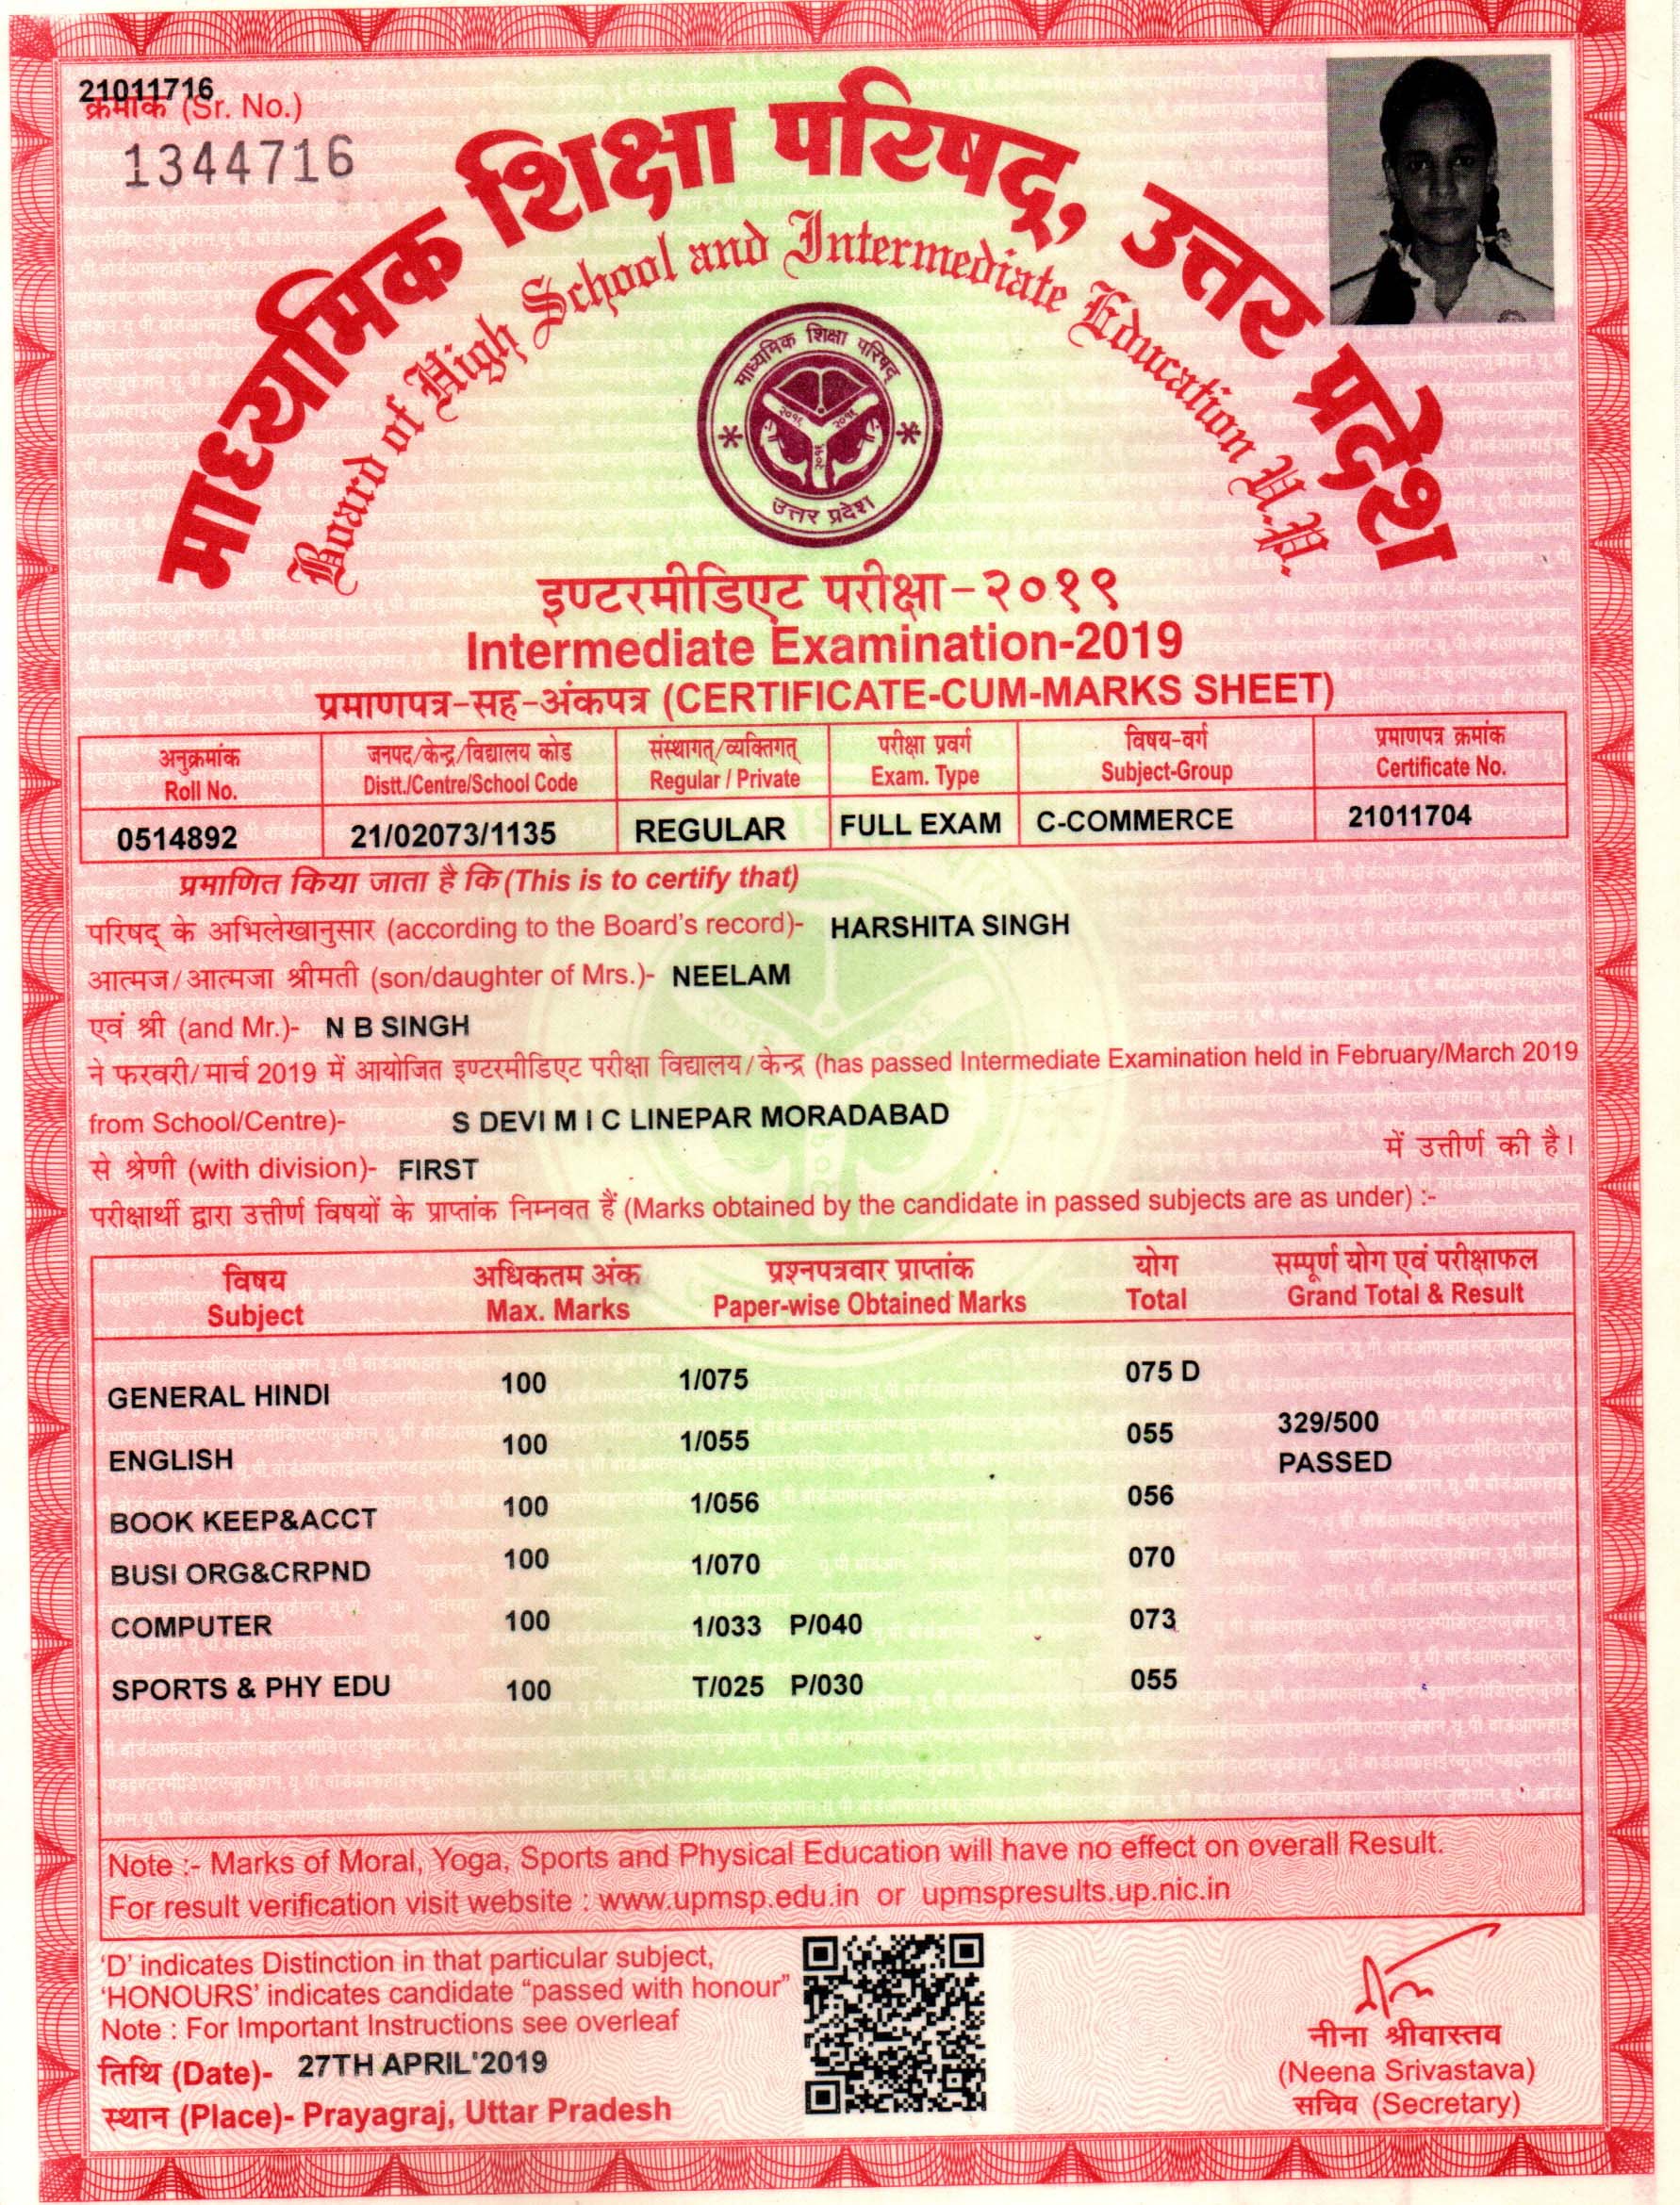 21011716
क्रमांक (Sr. No.)
1344716
माध्यमिक शिक्षा परिषद्, उत्तर प्रदेश
Board of High School and Intermediate Education U.P.
माध्यमिक शिक्षा परिषद्
उत्तर प्रदेश
इण्टरमीडिएट परीक्षा-२०१९
Intermediate Examination-2019
प्रमाणपत्र-सह-अंकपत्र (CERTIFICATE-CUM-MARKS SHEET)
अनुक्रमांक जनपद/केन्द्र/विद्यालय कोड संस्थागत्/व्यक्तिगत् परीक्षा प्रवर्ग विषय-वर्ग प्रमाणपत्र क्रमांक
Roll No. Distt./Centre/School Code Regular / Private Exam. Type Subject-Group Certificate No.
0514892 21/02073/1135 REGULAR FULL EXAM C-COMMERCE 21011704
प्रमाणित किया जाता है कि (This is to certify that)
परिषद् के अभिलेखानुसार (according to the Board's record)- HARSHITA SINGH
आत्मज/आत्मजा श्रीमती (son/daughter of Mrs.)- NEELAM
एवं श्री (and Mr.)- N B SINGH
ने फरवरी/मार्च 2019 में आयोजित इण्टरमीडिएट परीक्षा विद्यालय/केन्द्र (has passed Intermediate Examination held in February/March 2019
from School/Centre)- S DEVI M I C LINEPAR MORADABAD
में उत्तीर्ण की है।
से श्रेणी (with division)- FIRST
परीक्षार्थी द्वारा उत्तीर्ण विषयों के प्राप्तांक निम्नवत हैं (Marks obtained by the candidate in passed subjects are as under) :-
विषय अधिकतम अंक प्रश्नपत्रवार प्राप्तांक योग सम्पूर्ण योग एवं परीक्षाफल
Subject Max. Marks Paper-wise Obtained Marks Total Grand Total & Result
GENERAL HINDI 100 1/075 075 D
329/500
ENGLISH 100 1/055 055
PASSED
BOOK KEEP&ACCT 100 1/056 056
BUSI ORG&CRPND 100 1/070 070
COMPUTER 100 1/033 P/040 073
SPORTS & PHY EDU 100 T/025 P/030 055
Note :- Marks of Moral, Yoga, Sports and Physical Education will have no effect on overall Result.
For result verification visit website : www.upmsp.edu.in or upmspresults.up.nic.in
'D' indicates Distinction in that particular subject,
'HONOURS' indicates candidate "passed with honour"
Note : For Important Instructions see overleaf
तिथि (Date)- 27TH APRIL'2019
स्थान (Place)- Prayagraj, Uttar Pradesh
नीना श्रीवास्तव
(Neena Srivastava)
सचिव (Secretary)